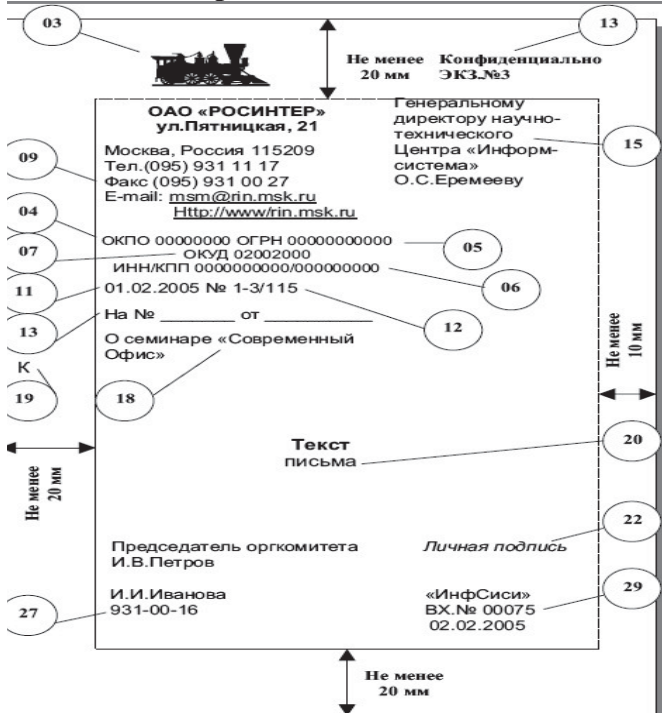 03
13
Не менее
20 мм
Конфиденциально
ЭКЗ.№3
ОАО «РОСИНТЕР»
ул.Пятницкая, 21
Генеральному
директору научно-
технического
Центра «Информ-
система»
О.С.Еремееву
15
09
Москва, Россия 115209
Тел.(095) 931 11 17
Факс (095) 931 00 27
E-mail: msm@rin.msk.ru
Http://www/rin.msk.ru
04
ОКПО 00000000 ОГРН 00000000000
05
07
ОКУД 02002000
ИНН/КПП 0000000000/000000000
06
11
01.02.2005 № 1-3/115
12
13
На № _______ от __________
О семинаре «Современный
Офис»
Не менее
10 мм
К
19
18
Текст
письма
20
Не менее
20 мм
22
Председатель оргкомитета
И.В.Петров
Личная подпись
27
И.И.Иванова
931-00-16
«ИнфСиси»
ВХ.№ 00075
02.02.2005
29
Не менее
20 мм